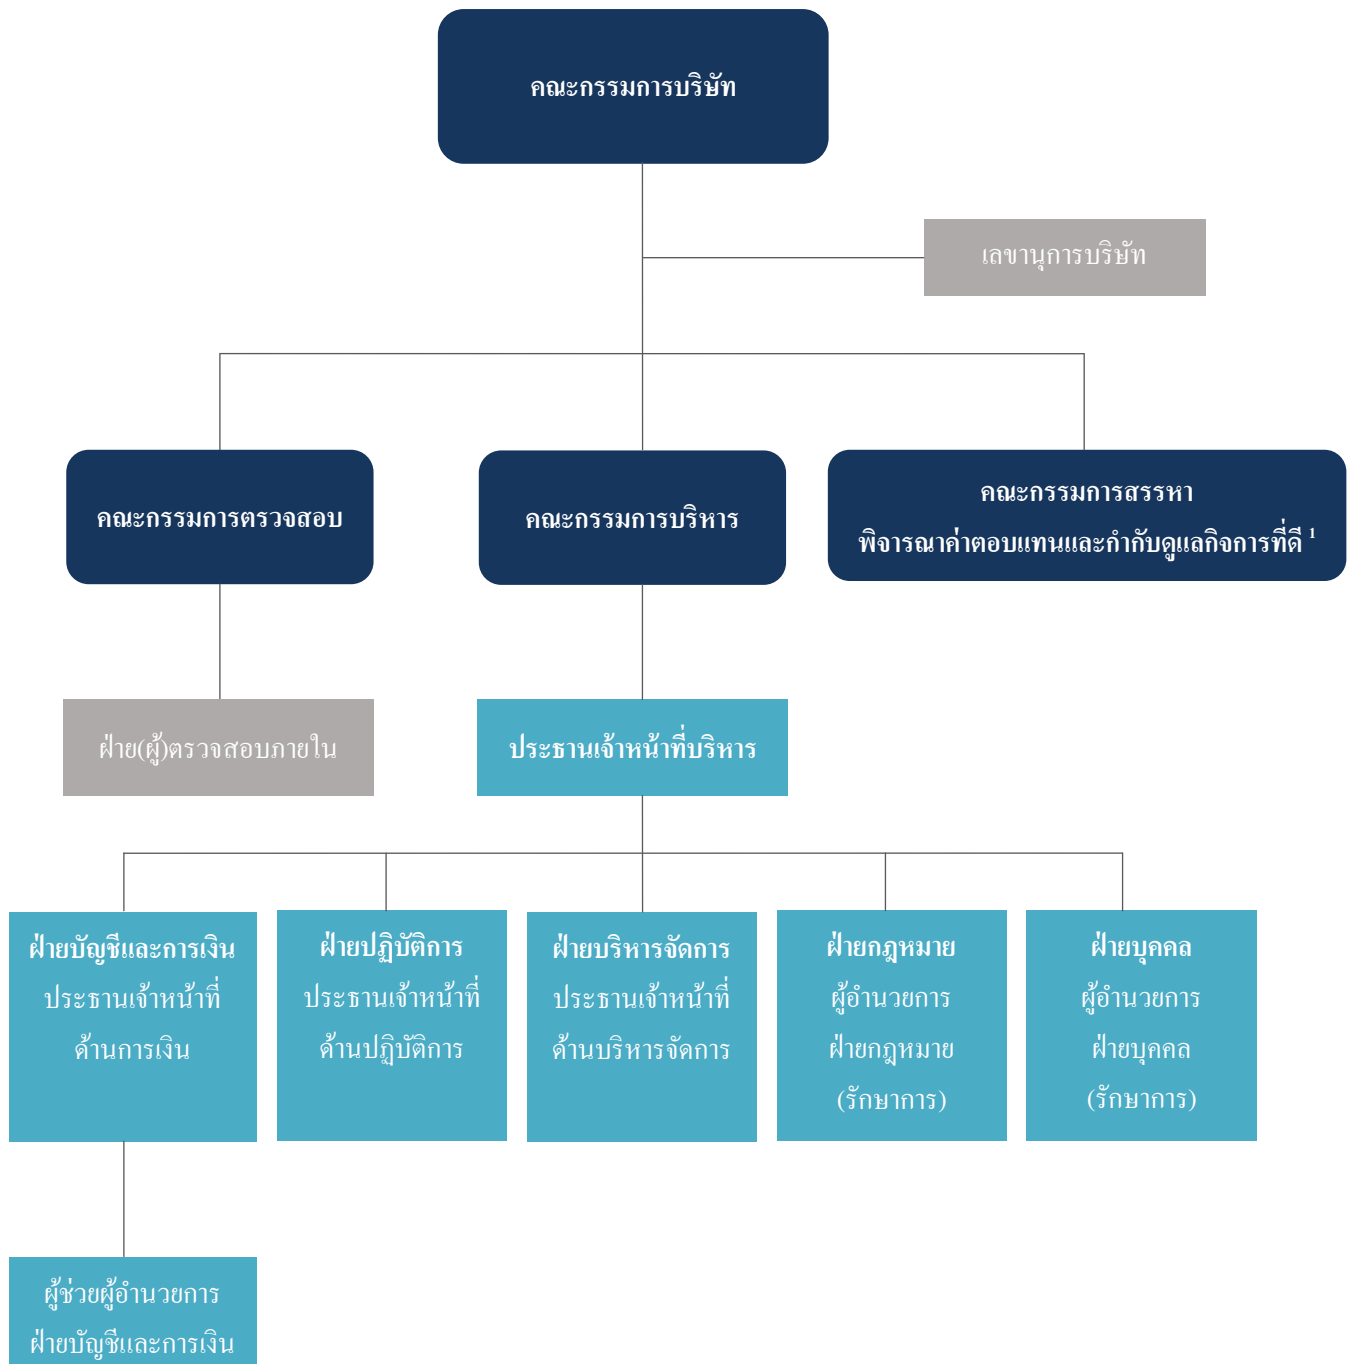 คณะกรรมการบริษัท
เลขานุการบริษัท
คณะกรรมการตรวจสอบ
คณะกรรมการบริหาร
คณะกรรมการสรรหา
พิจารณาค่าตอบแทนและกำกับดูแลกิจการที่ดี ¹
ฝ่าย(ผู้)ตรวจสอบภายใน
ประธานเจ้าหน้าที่บริหาร
ฝ่ายบัญชีและการเงิน
ประธานเจ้าหน้าที่
ด้านการเงิน
ฝ่ายปฏิบัติการ
ประธานเจ้าหน้าที่
ด้านปฏิบัติการ
ฝ่ายบริหารจัดการ
ประธานเจ้าหน้าที่
ด้านบริหารจัดการ
ฝ่ายกฎหมาย
ผู้อำนวยการ
ฝ่ายกฎหมาย
(รักษาการ)
ฝ่ายบุคคล
ผู้อำนวยการ
ฝ่ายบุคคล
(รักษาการ)
ผู้ช่วยผู้อำนวยการ
ฝ่ายบัญชีและการเงิน